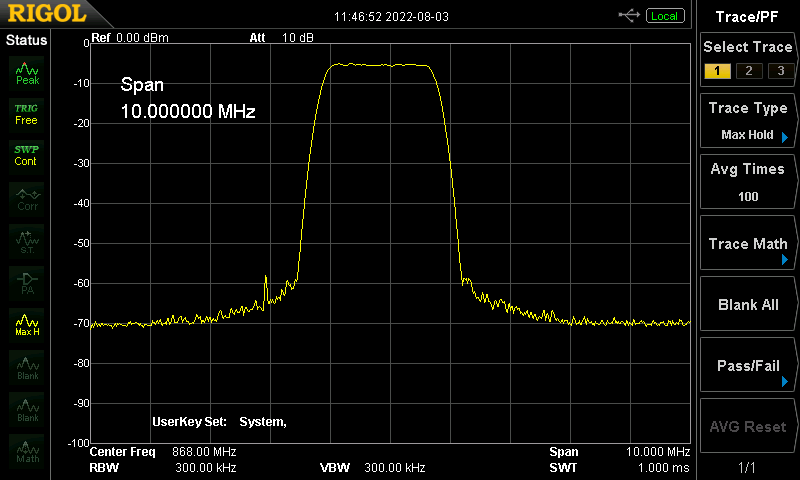 RIGOL
11:46:52 2022-08-03
Local
Status
Ref 0.00 dBm Att 10 dB
Trace/PF
Select Trace
1 2 3
Trace Type
Max Hold
Avg Times
100
Trace Math
Blank All
Pass/Fail
AVG Reset
1/1
Peak
TRIG
Free
SWP
Cont
Corr
S.T.
PA
Max H
Blank
Blank
Math
0
-10
-20
-30
-40
-50
-60
-70
-80
-90
-100
Span
10.000000 MHz
UserKey Set: System,
Center Freq 868.00 MHz Span 10.000 MHz
RBW 300.00 kHz VBW 300.00 kHz SWT 1.000 ms